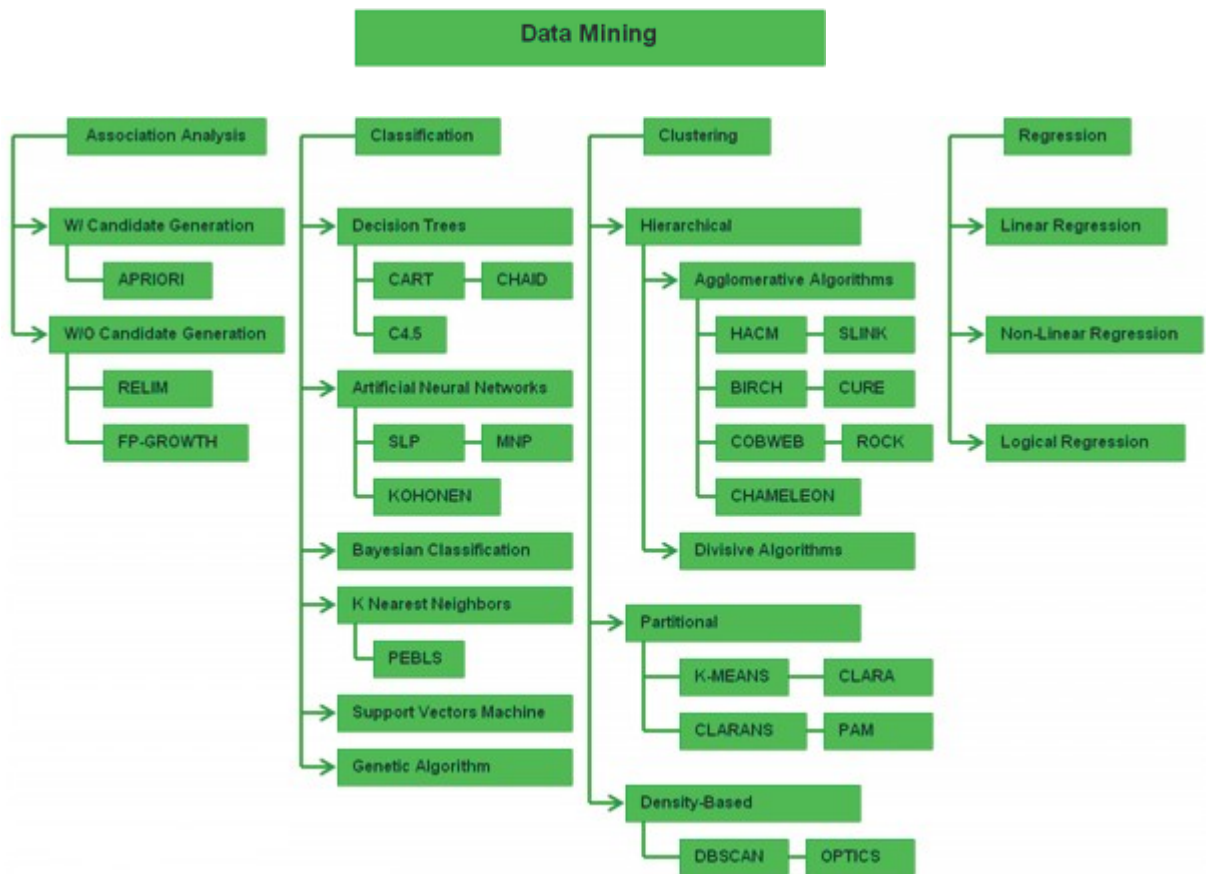 Data Mining
Association Analysis
W/ Candidate Generation
APRIORI
W/O Candidate Generation
RELIM
FP-GROWTH
Classification
Decision Trees
CART
CHAID
C4.5
Artificial Neural Networks
SLP
MNP
KOHONEN
Bayesian Classification
K Nearest Neighbors
PEBLS
Support Vectors Machine
Genetic Algorithm
Clustering
Hierarchical
Agglomerative Algorithms
HACM
SLINK
BIRCH
CURE
COBWEB
ROCK
CHAMELEON
Divisive Algorithms
Partitional
K-MEANS
CLARA
CLARANS
PAM
Density-Based
DBSCAN
OPTICS
Regression
Linear Regression
Non-Linear Regression
Logical Regression